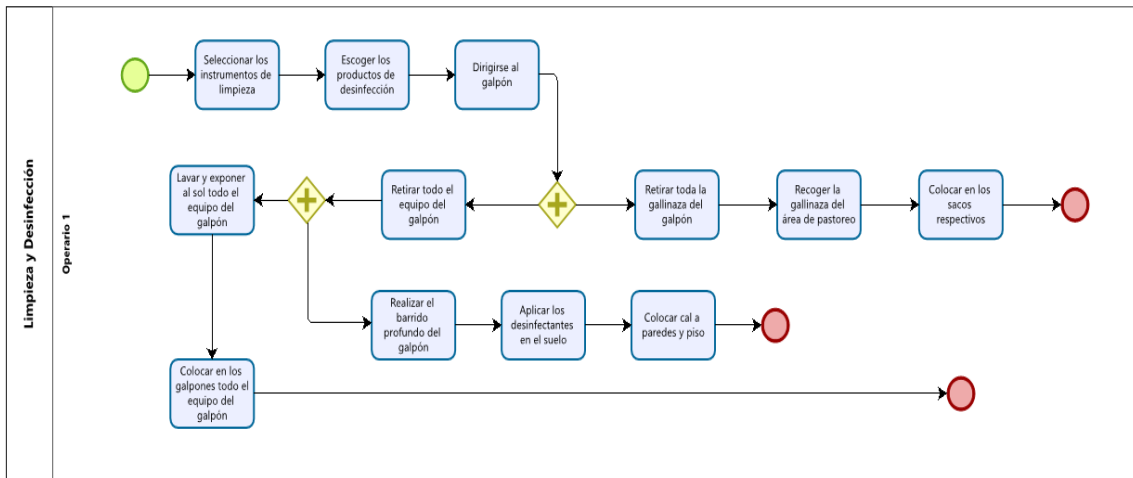 Limpieza y Desinfección
Operario 1
Seleccionar los
instrumentos de
limpieza
Escoger los
productos de
desinfección
Dirigirse al
galpón
Lavar y exponer
al sol todo el
equipo del
galpón
Retirar todo el
equipo del
galpón
Retirar toda la
gallinaza del
galpón
Recoger la
gallinaza del
área de pastoreo
Colocar en los
sacos
respectivos
Realizar el
barrido
profundo del
galpón
Aplicar los
desinfectantes
en el suelo
Colocar cal a
paredes y piso
Colocar en los
galpones todo el
equipo del
galpón